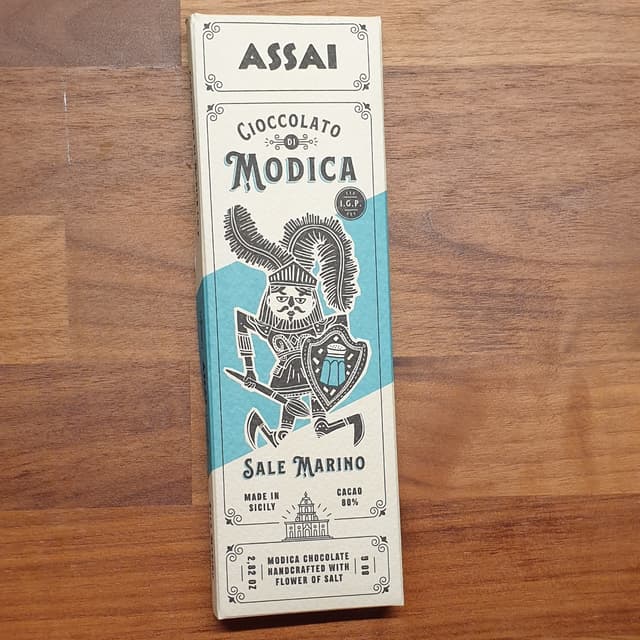 ASSAI
CIOCCOLATO
DI
MODICA
I.G.P.
SALE MARINO
MADE IN
SICILY
CACAO
80%
2,82 OZ
MODICA CHOCOLATE
HANDCRAFTED WITH
FLOWER OF SALT
80 G